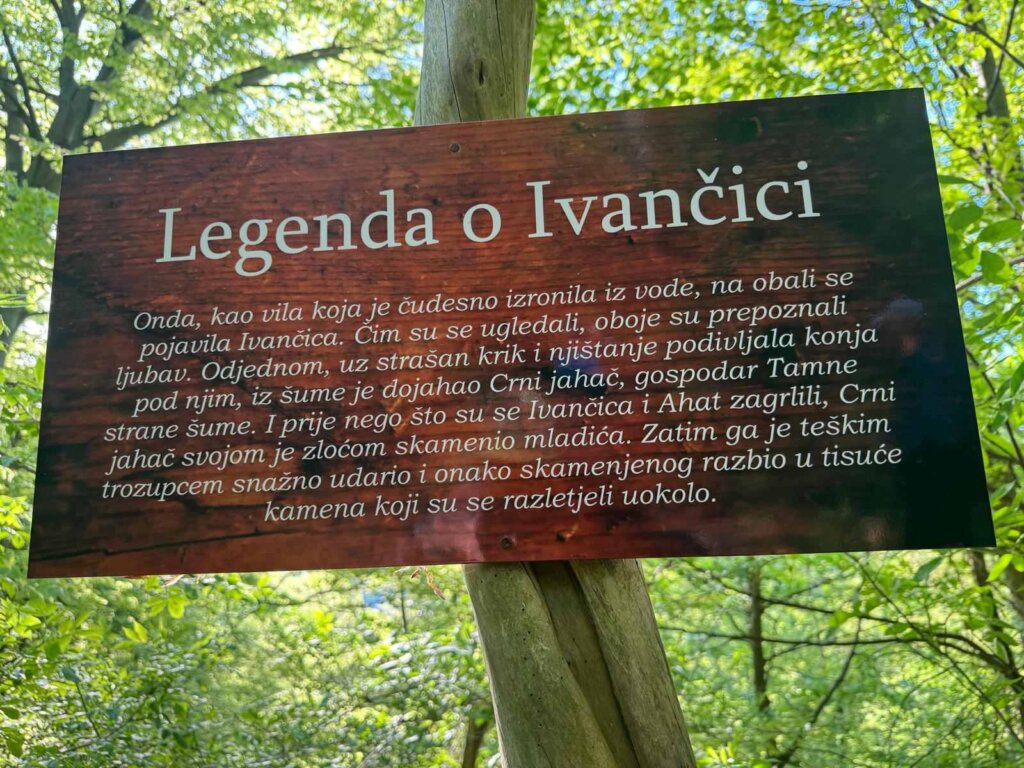 Legenda o Ivančici
Onda, kao vila koja je čudesno izronila iz vode, na obali se
pojavila Ivančica. Čim su se ugledali, oboje su prepoznali
ljubav. Odjednom, uz strašan krik i njištanje podivljala konja
pod njim, iz šume je dojahao Crni jahač, gospodar Tamne
strane šume. I prije nego što su se Ivančica i Ahat zagrlili, Crni
jahač svojom je zloćom skamenio mladića. Zatim ga je teškim
trozupcem snažno udario i onako skamenjenog razbio u tisuće
kamena koji su se razletjeli uokolo.